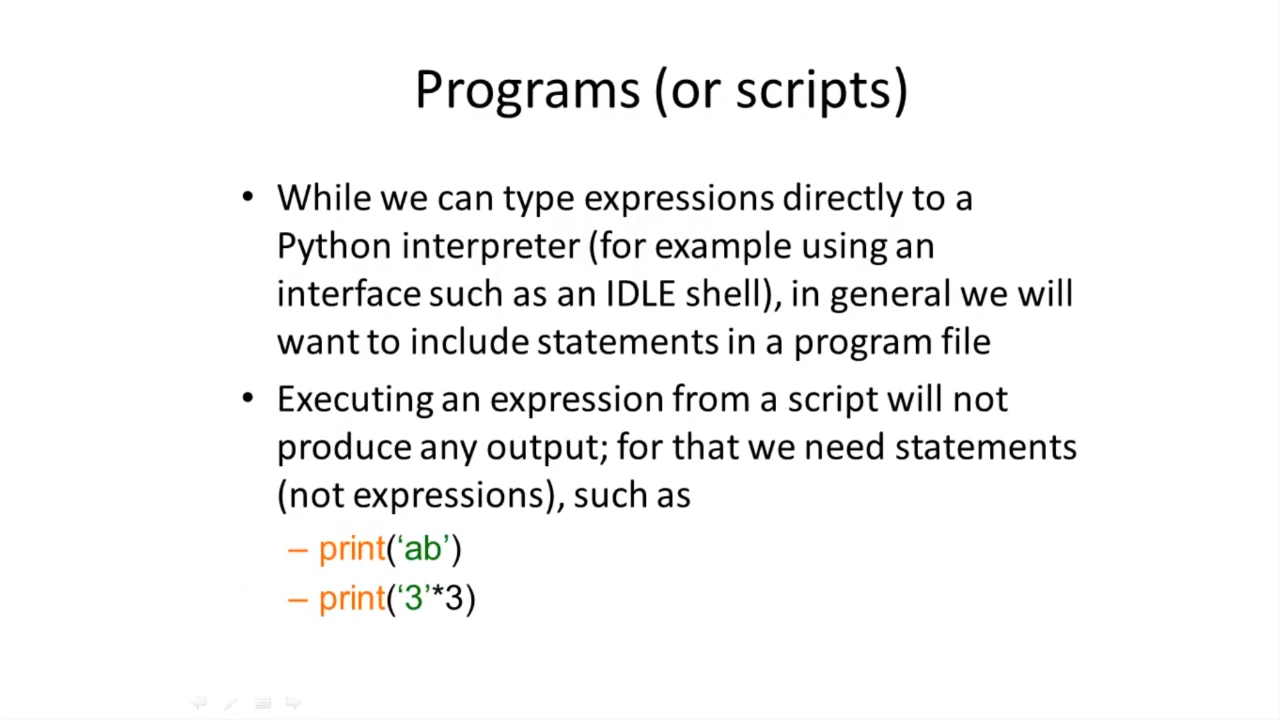 Programs (or scripts)
• While we can type expressions directly to a
Python interpreter (for example using an
interface such as an IDLE shell), in general we will
want to include statements in a program file
• Executing an expression from a script will not
produce any output; for that we need statements
(not expressions), such as
– print(‘ab’)
– print(‘3’*3)